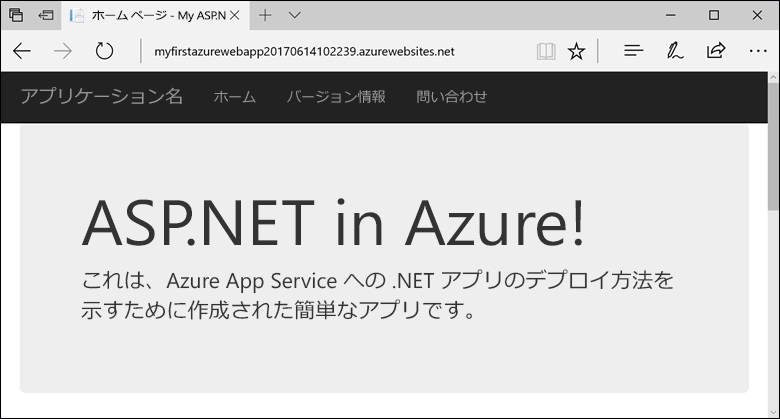 ホーム ページ - My ASP.N
myfirstazurewebapp20170614102239.azurewebsites.net
アプリケーション名 ホーム バージョン情報 問い合わせ
ASP.NET in Azure!
これは、Azure App Service への .NET アプリのデプロイ方法を
示すために作成された簡単なアプリです。